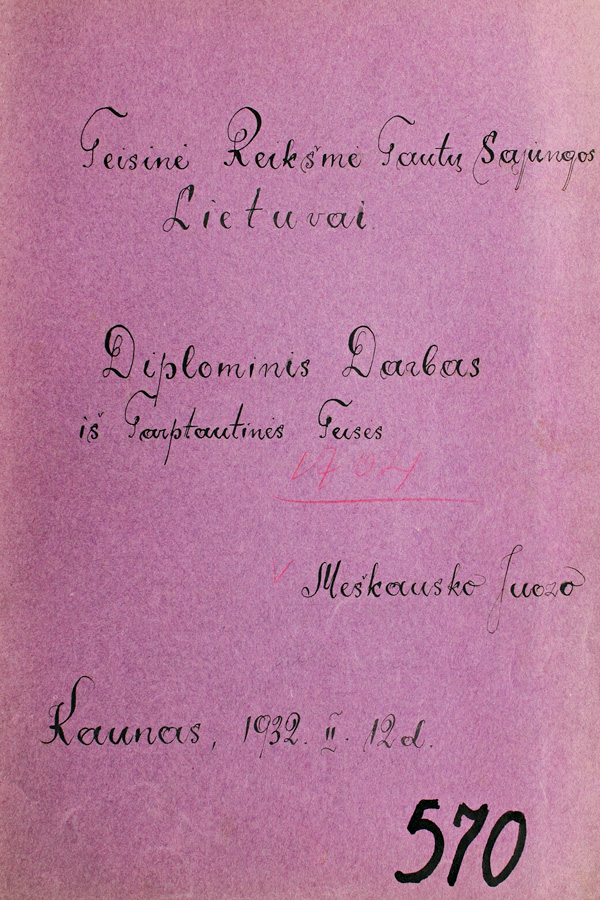 Teisinė Reikšmė Tautų Sąjungos
Lietuvai
Diplominis Darbas
iš Tarptautinės Teisės
Meškausko Juozo
Kaunas, 1932. II. 12 d.
570